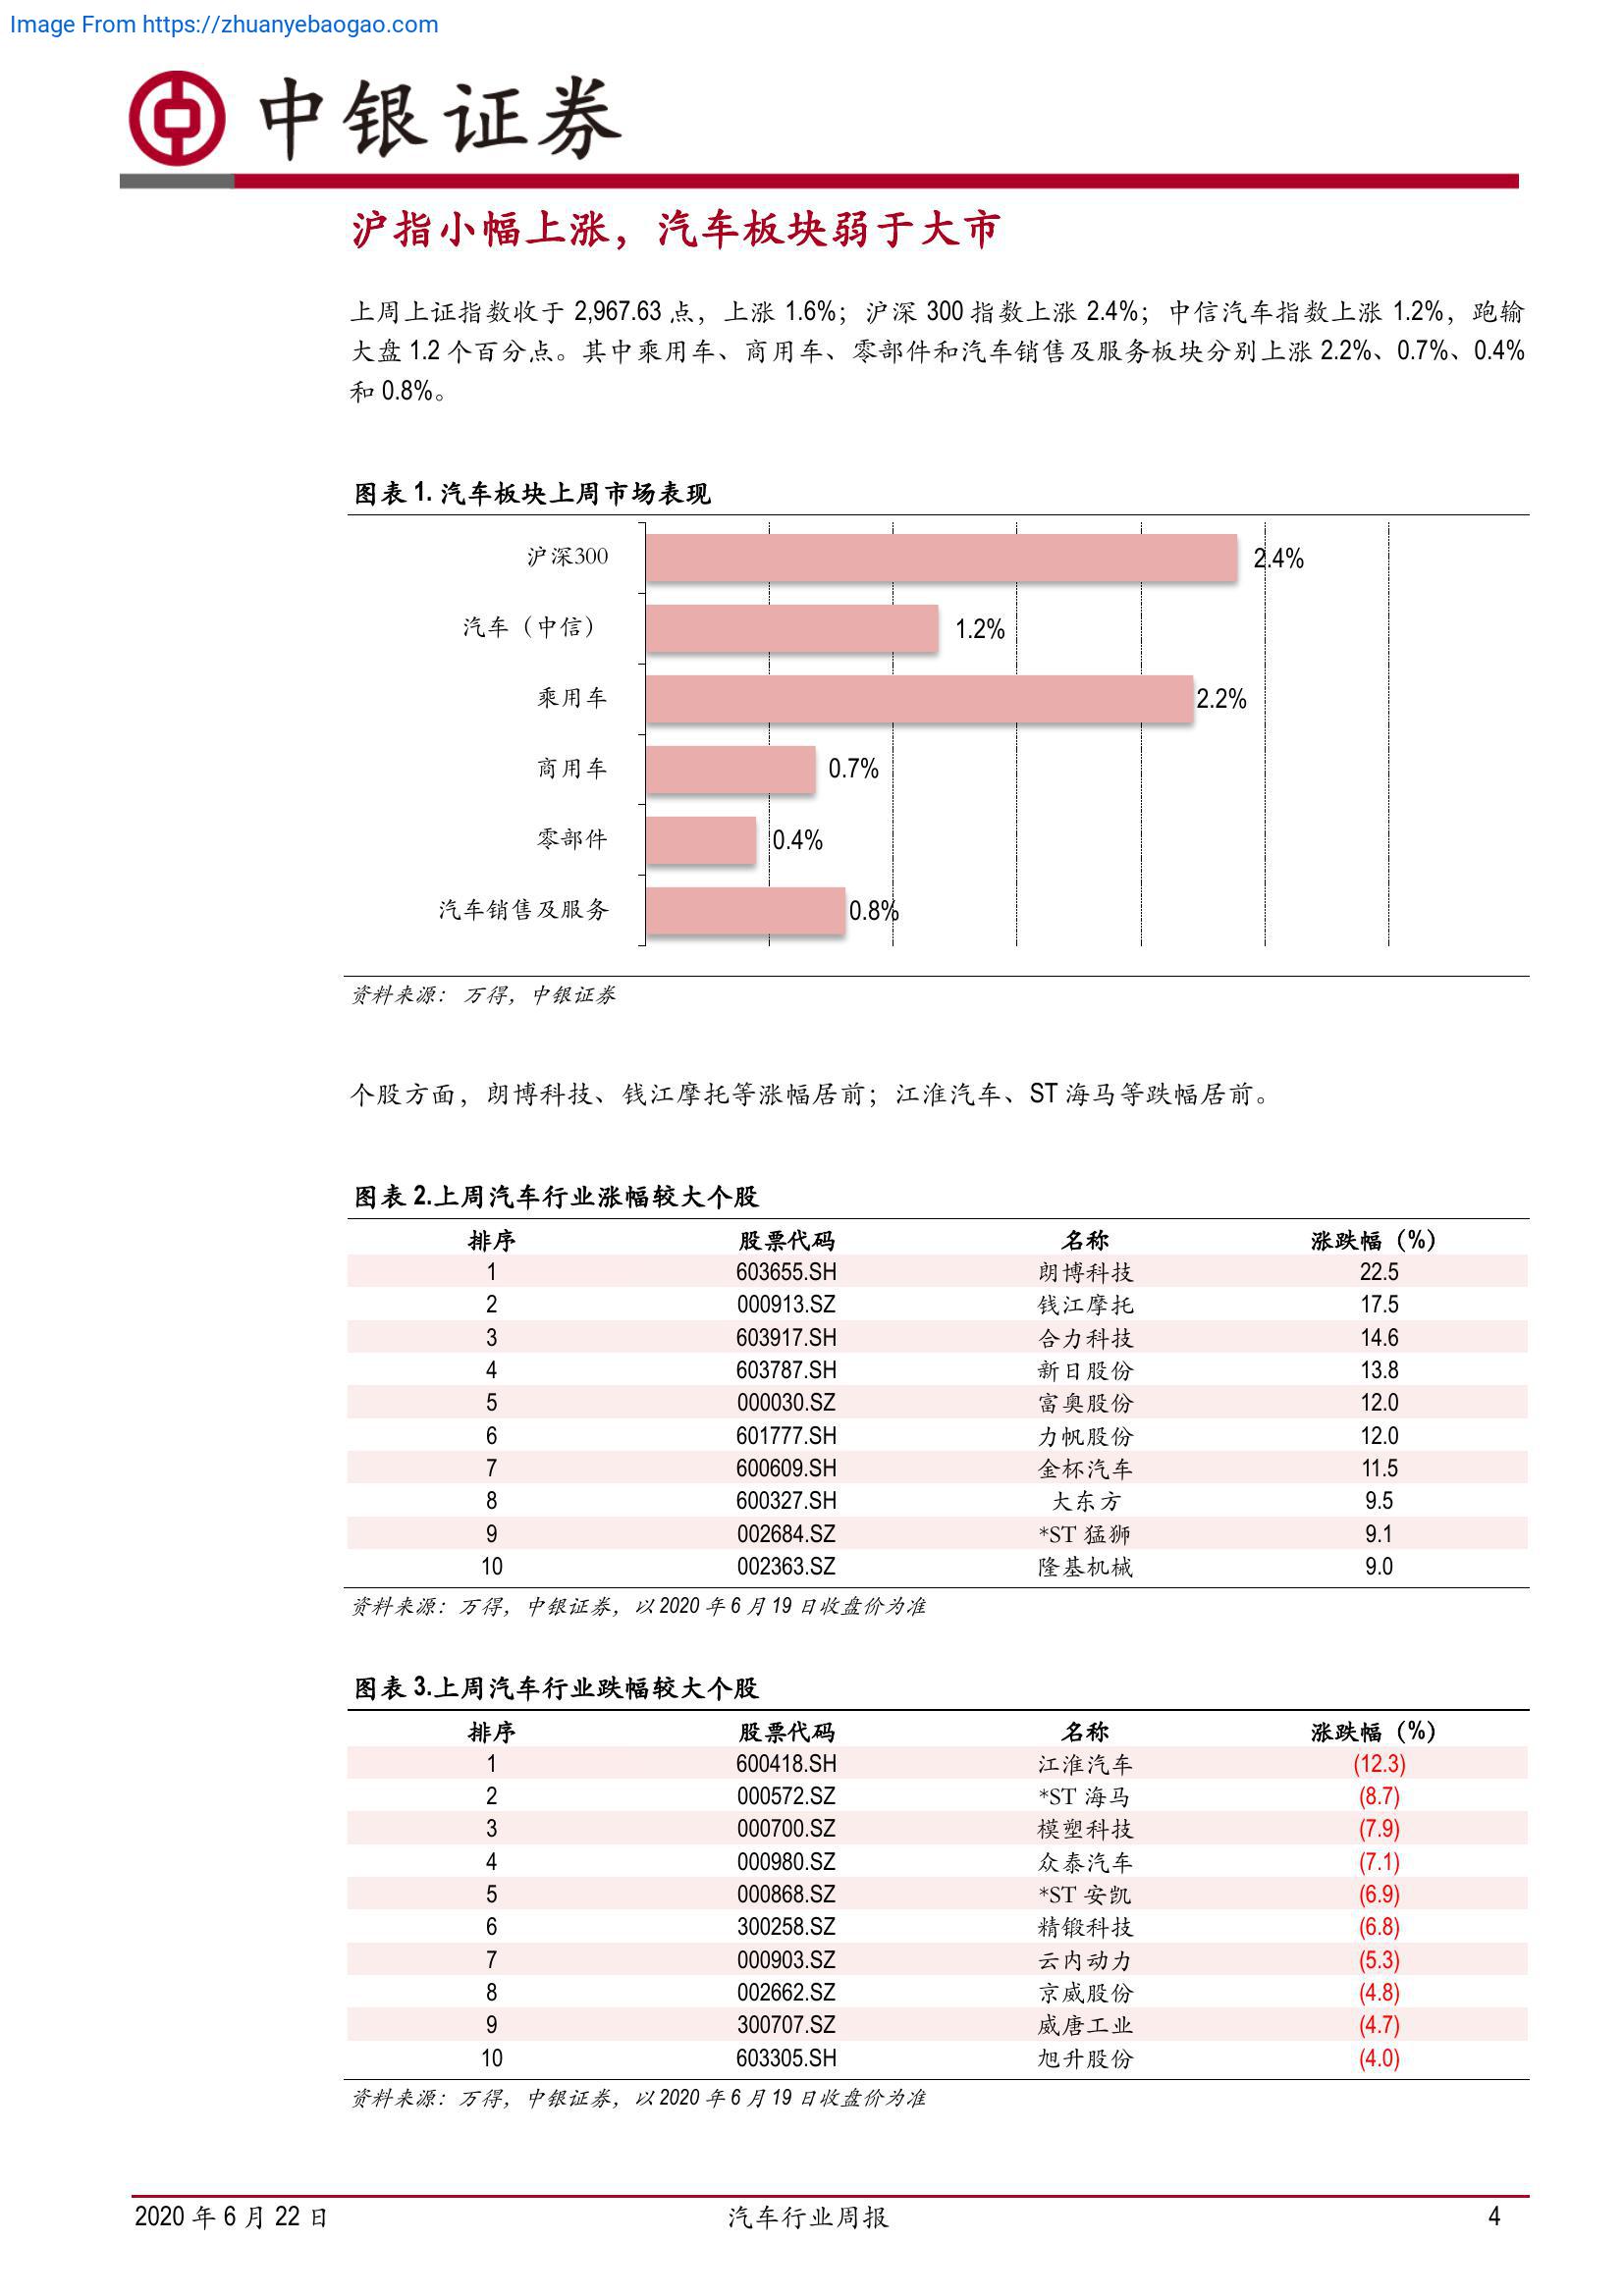 Image From https://zhuanyebaogao.com
中银证券
沪指小幅上涨，汽车板块弱于大市
上周上证指数收于 2,967.63 点，上涨 1.6%；沪深 300 指数上涨 2.4%；中信汽车指数上涨 1.2%，跑输
大盘 1.2 个百分点。其中乘用车、商用车、零部件和汽车销售及服务板块分别上涨 2.2%、0.7%、0.4%
和 0.8%。
图表 1. 汽车板块上周市场表现
沪深300 2.4%
汽车（中信） 1.2%
乘用车 2.2%
商用车 0.7%
零部件 0.4%
汽车销售及服务 0.8%
资料来源： 万得，中银证券
个股方面，朗博科技、钱江摩托等涨幅居前；江淮汽车、ST 海马等跌幅居前。
图表 2.上周汽车行业涨幅较大个股
排序 股票代码 名称 涨跌幅（%）
1 603655.SH 朗博科技 22.5
2 000913.SZ 钱江摩托 17.5
3 603917.SH 合力科技 14.6
4 603787.SH 新日股份 13.8
5 000030.SZ 富奥股份 12.0
6 601777.SH 力帆股份 12.0
7 600609.SH 金杯汽车 11.5
8 600327.SH 大东方 9.5
9 002684.SZ *ST 猛狮 9.1
10 002363.SZ 隆基机械 9.0
资料来源：万得，中银证券，以 2020 年 6 月 19 日收盘价为准
图表 3.上周汽车行业跌幅较大个股
排序 股票代码 名称 涨跌幅（%）
1 600418.SH 江淮汽车 (12.3)
2 000572.SZ *ST 海马 (8.7)
3 000700.SZ 模塑科技 (7.9)
4 000980.SZ 众泰汽车 (7.1)
5 000868.SZ *ST 安凯 (6.9)
6 300258.SZ 精锻科技 (6.8)
7 000903.SZ 云内动力 (5.3)
8 002662.SZ 京威股份 (4.8)
9 300707.SZ 威唐工业 (4.7)
10 603305.SH 旭升股份 (4.0)
资料来源：万得，中银证券，以 2020 年 6 月 19 日收盘价为准
2020 年 6 月 22 日 汽车行业周报 4